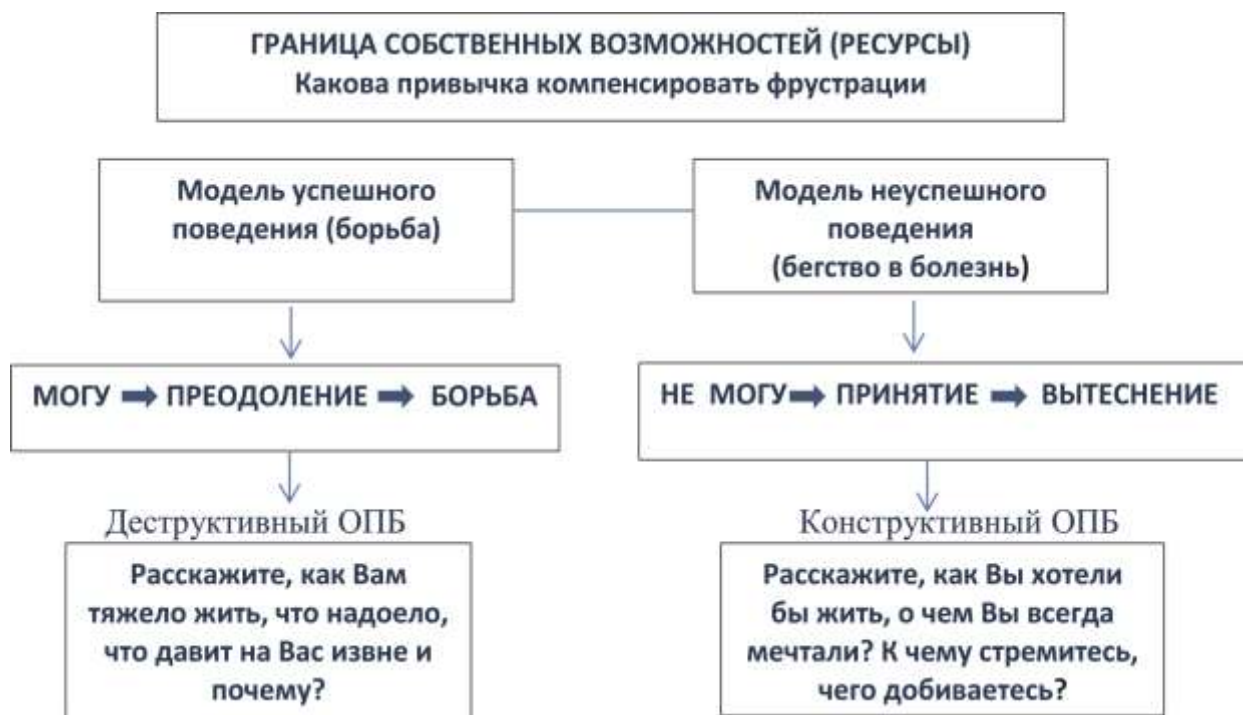 ГРАНИЦА СОБСТВЕННЫХ ВОЗМОЖНОСТЕЙ (РЕСУРСЫ)
Какова привычка компенсировать фрустрации
Модель успешного
поведения (борьба)
Модель неуспешного
поведения
(бегство в болезнь)
МОГУ ➡ ПРЕОДОЛЕНИЕ ➡ БОРЬБА
НЕ МОГУ ➡ ПРИНЯТИЕ ➡ ВЫТЕСНЕНИЕ
Деструктивный ОПБ
Расскажите, как Вам
тяжело жить, что надоело,
что давит на Вас извне и
почему?
Конструктивный ОПБ
Расскажите, как Вы хотели
бы жить, о чем Вы всегда
мечтали? К чему стремитесь,
чего добиваетесь?